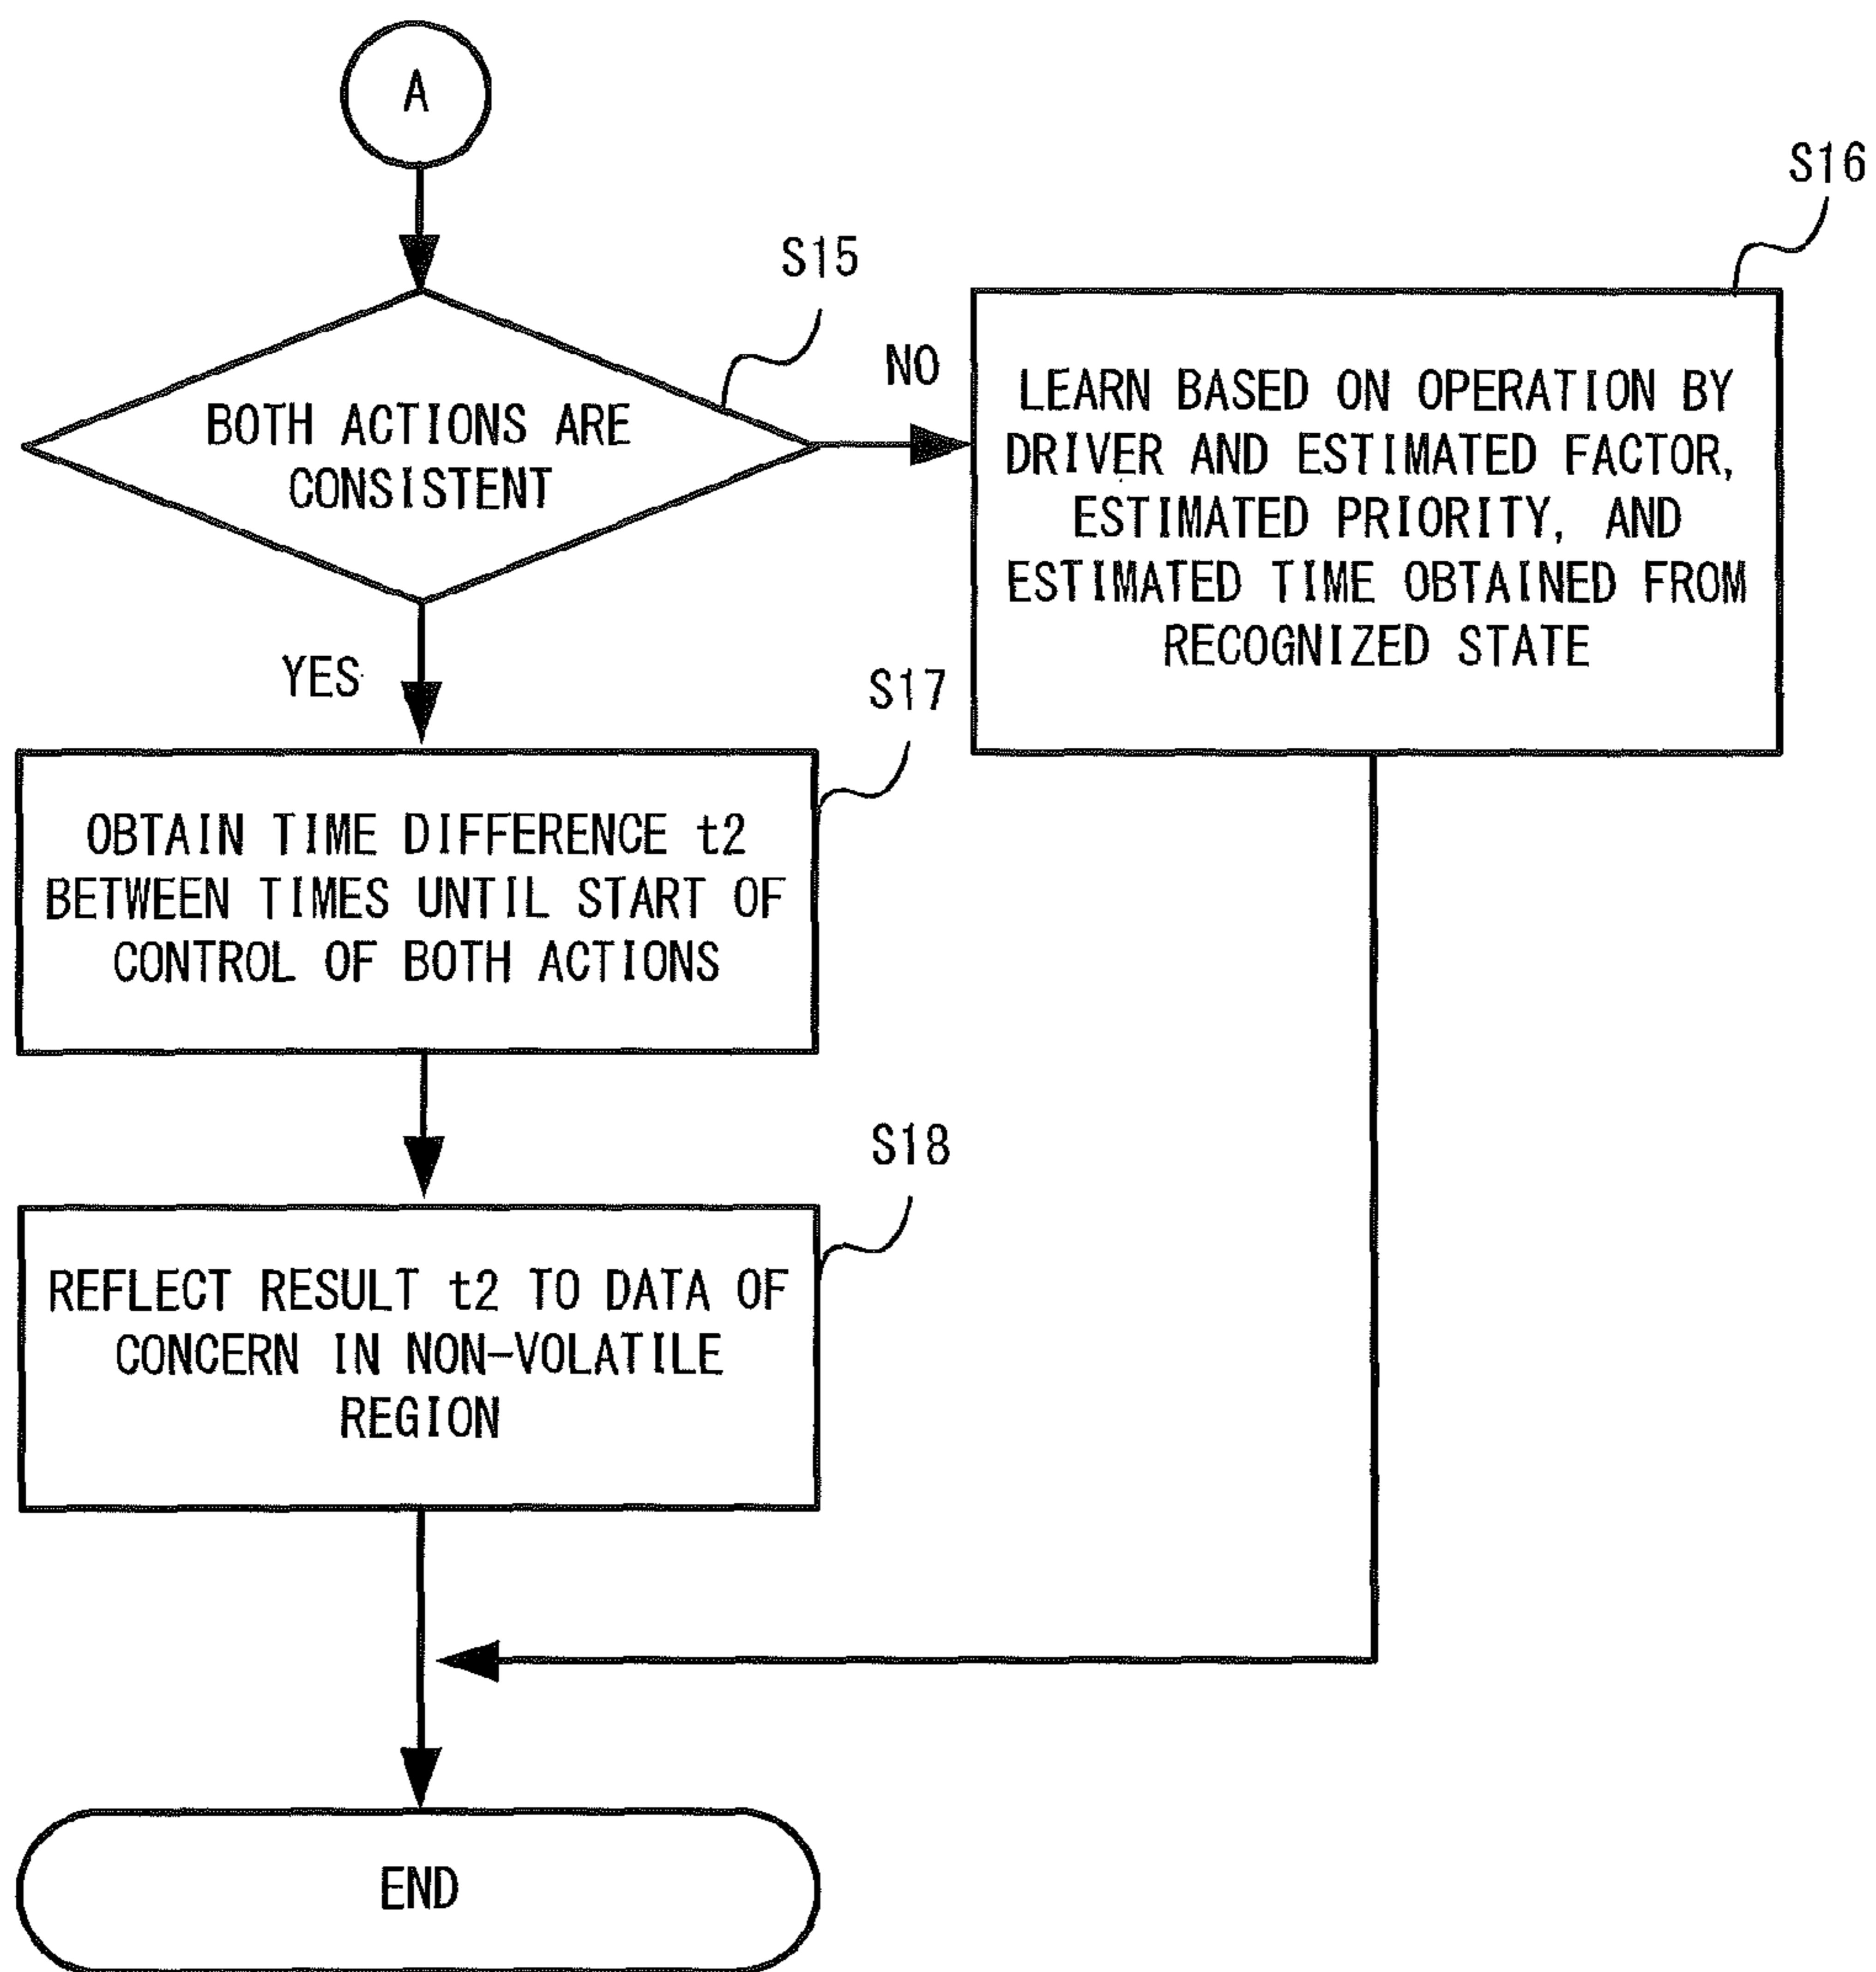 A
S15
BOTH ACTIONS ARE
CONSISTENT
NO
YES
S16
LEARN BASED ON OPERATION BY
DRIVER AND ESTIMATED FACTOR,
ESTIMATED PRIORITY, AND
ESTIMATED TIME OBTAINED FROM
RECOGNIZED STATE
S17
OBTAIN TIME DIFFERENCE t2
BETWEEN TIMES UNTIL START OF
CONTROL OF BOTH ACTIONS
S18
REFLECT RESULT t2 TO DATA OF
CONCERN IN NON-VOLATILE
REGION
END